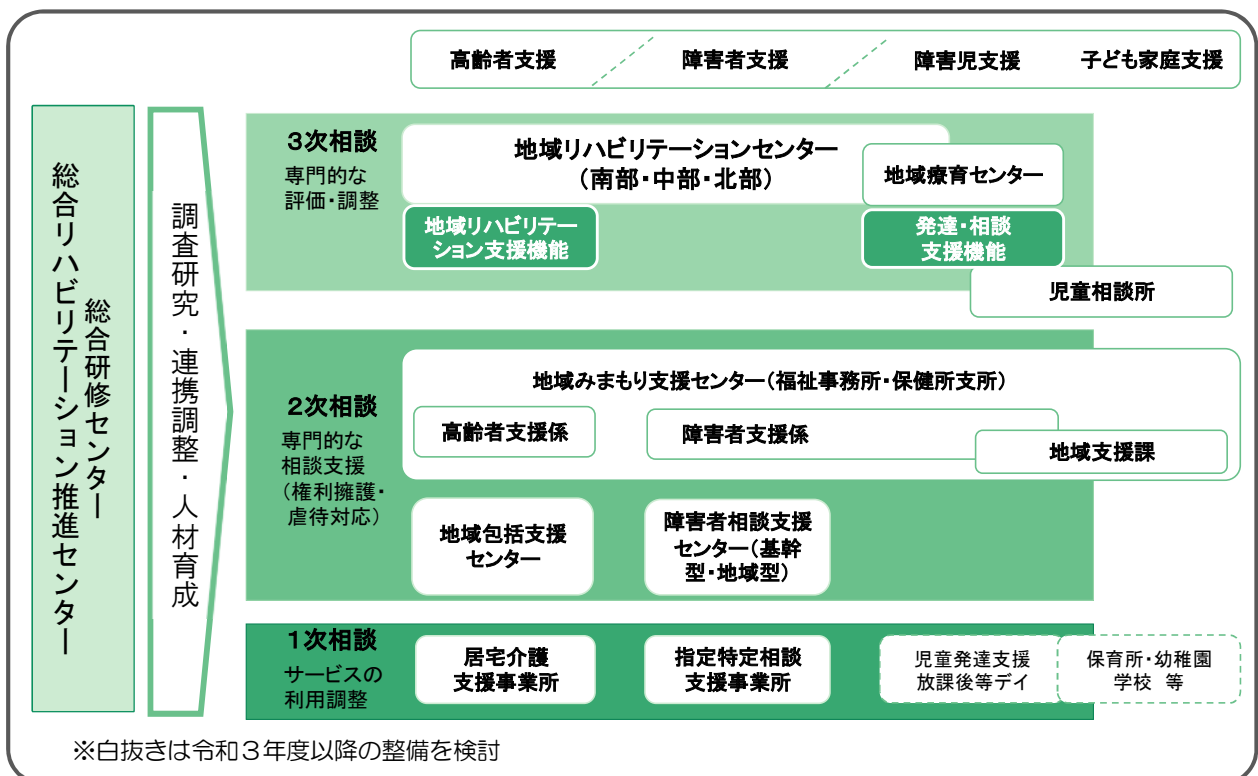 高齢者支援
障害者支援
障害児支援
子ども家庭支援
総合リハビリテーション推進センター
総合研修センター
調査研究・連携調整・人材育成
３次相談
専門的な
評価・調整
地域リハビリテーションセンター
（南部・中部・北部）
地域療育センター
地域リハビリテー
ション支援機能
発達・相談
支援機能
児童相談所
２次相談
専門的な
相談支援
（権利擁護・
虐待対応）
地域みまもり支援センター（福祉事務所・保健所支所）
高齢者支援係
障害者支援係
地域支援課
地域包括支援
センター
障害者相談支援
センター（基幹
型・地域型）
１次相談
サービスの
利用調整
居宅介護
支援事業所
指定特定相談
支援事業所
児童発達支援
放課後等デイ
保育所・幼稚園
学校 等
※白抜きは令和３年度以降の整備を検討